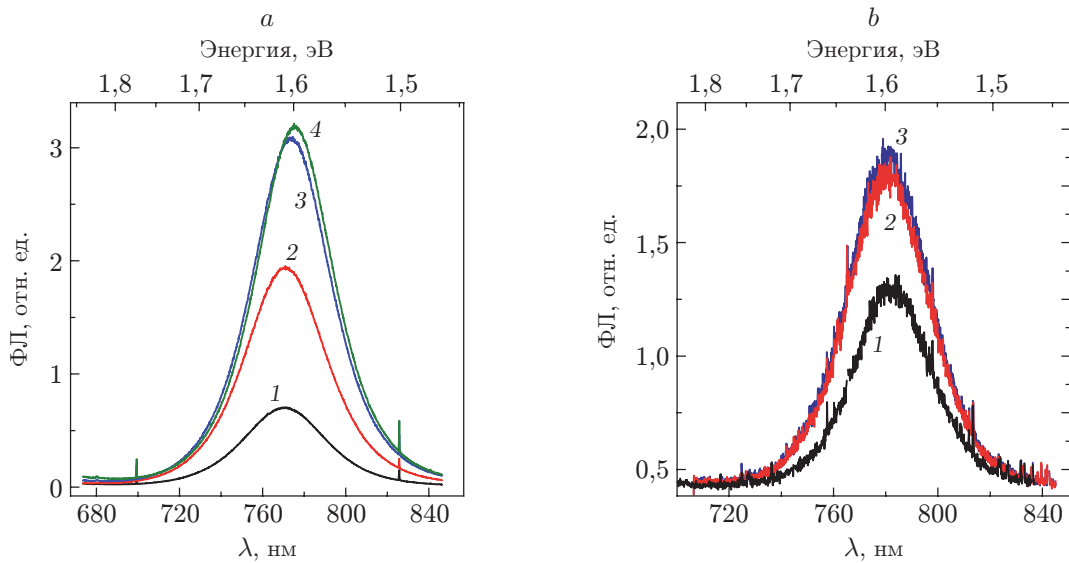 a
Энергия, эВ
1,8 1,7 1,6 1,5
ФЛ, отн. ед.
3
2
1
0
4
3
2
1
680 720 760 800 840
λ, нм
b
Энергия, эВ
1,8 1,7 1,6 1,5
ФЛ, отн. ед.
2,0
1,5
1,0
0,5
3
2
1
720 760 800 840
λ, нм